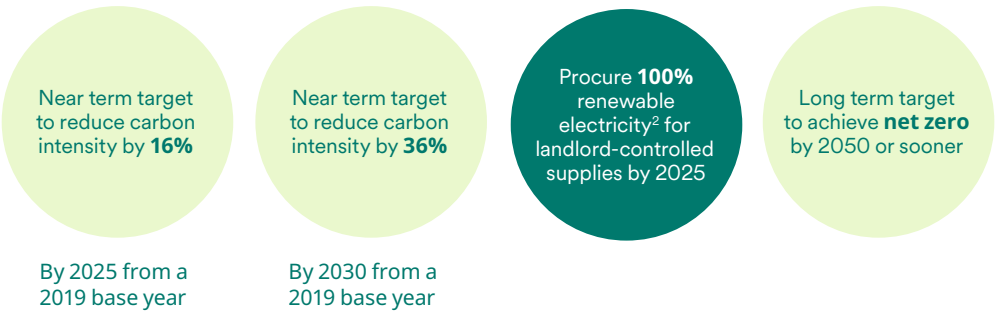 Near term target
to reduce carbon
intensity by 16%
By 2025 from a
2019 base year
Near term target
to reduce carbon
intensity by 36%
By 2030 from a
2019 base year
Procure 100%
renewable
electricity² for
landlord-controlled
supplies by 2025
Long term target
to achieve net zero
by 2050 or sooner